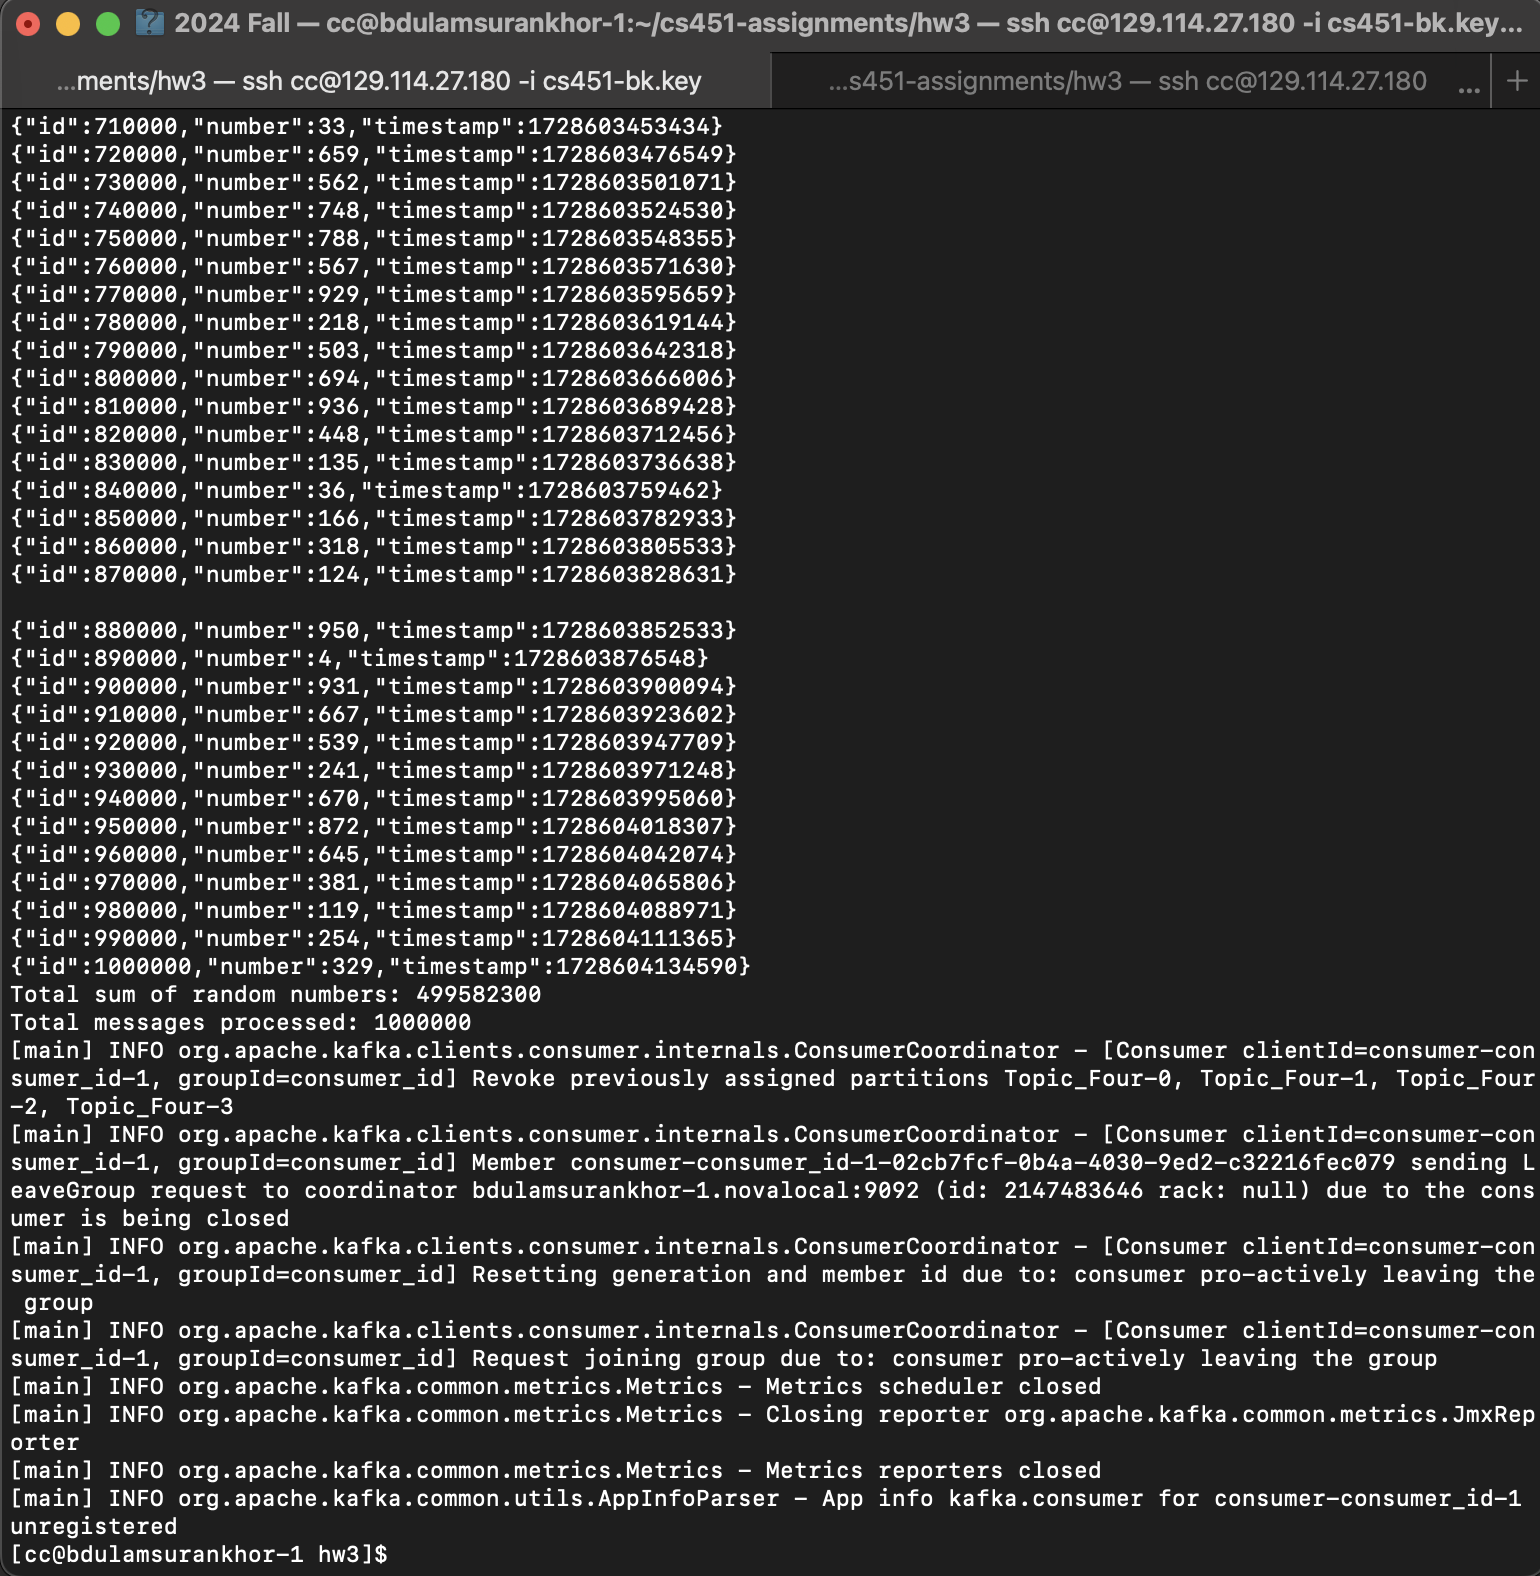 2024 Fall — cc@bdulamsurankhor-1:~/cs451-assignments/hw3 — ssh cc@129.114.27.180 -i cs451-bk.key...
...ments/hw3 — ssh cc@129.114.27.180 -i cs451-bk.key
...s451-assignments/hw3 — ssh cc@129.114.27.180 ... +
{"id":710000,"number":33,"timestamp":1728603453434}
{"id":720000,"number":659,"timestamp":1728603476549}
{"id":730000,"number":562,"timestamp":1728603501071}
{"id":740000,"number":748,"timestamp":1728603524530}
{"id":750000,"number":788,"timestamp":1728603548355}
{"id":760000,"number":567,"timestamp":1728603571630}
{"id":770000,"number":929,"timestamp":1728603595659}
{"id":780000,"number":218,"timestamp":1728603619144}
{"id":790000,"number":503,"timestamp":1728603642318}
{"id":800000,"number":694,"timestamp":1728603666006}
{"id":810000,"number":936,"timestamp":1728603689428}
{"id":820000,"number":448,"timestamp":1728603712456}
{"id":830000,"number":135,"timestamp":1728603736638}
{"id":840000,"number":36,"timestamp":1728603759462}
{"id":850000,"number":166,"timestamp":1728603782933}
{"id":860000,"number":318,"timestamp":1728603805533}
{"id":870000,"number":124,"timestamp":1728603828631}
{"id":880000,"number":950,"timestamp":1728603852533}
{"id":890000,"number":4,"timestamp":1728603876548}
{"id":900000,"number":931,"timestamp":1728603900094}
{"id":910000,"number":667,"timestamp":1728603923602}
{"id":920000,"number":539,"timestamp":1728603947709}
{"id":930000,"number":241,"timestamp":1728603971248}
{"id":940000,"number":670,"timestamp":1728603995060}
{"id":950000,"number":872,"timestamp":1728604018307}
{"id":960000,"number":645,"timestamp":1728604042074}
{"id":970000,"number":381,"timestamp":1728604065806}
{"id":980000,"number":119,"timestamp":1728604088971}
{"id":990000,"number":254,"timestamp":1728604111365}
{"id":1000000,"number":329,"timestamp":1728604134590}
Total sum of random numbers: 499582300
Total messages processed: 1000000
[main] INFO org.apache.kafka.clients.consumer.internals.ConsumerCoordinator - [Consumer clientId=consumer-con
sumer_id-1, groupId=consumer_id] Revoke previously assigned partitions Topic_Four-0, Topic_Four-1, Topic_Four
-2, Topic_Four-3
[main] INFO org.apache.kafka.clients.consumer.internals.ConsumerCoordinator - [Consumer clientId=consumer-con
sumer_id-1, groupId=consumer_id] Member consumer-consumer_id-1-02cb7fcf-0b4a-4030-9ed2-c32216fec079 sending L
eaveGroup request to coordinator bdulamsurankhor-1.novalocal:9092 (id: 2147483646 rack: null) due to the cons
umer is being closed
[main] INFO org.apache.kafka.clients.consumer.internals.ConsumerCoordinator - [Consumer clientId=consumer-con
sumer_id-1, groupId=consumer_id] Resetting generation and member id due to: consumer pro-actively leaving the
 group
[main] INFO org.apache.kafka.clients.consumer.internals.ConsumerCoordinator - [Consumer clientId=consumer-con
sumer_id-1, groupId=consumer_id] Request joining group due to: consumer pro-actively leaving the group
[main] INFO org.apache.kafka.common.metrics.Metrics - Metrics scheduler closed
[main] INFO org.apache.kafka.common.metrics.Metrics - Closing reporter org.apache.kafka.common.metrics.JmxRep
orter
[main] INFO org.apache.kafka.common.metrics.Metrics - Metrics reporters closed
[main] INFO org.apache.kafka.common.utils.AppInfoParser - App info kafka.consumer for consumer-consumer_id-1
unregistered
[cc@bdulamsurankhor-1 hw3]$